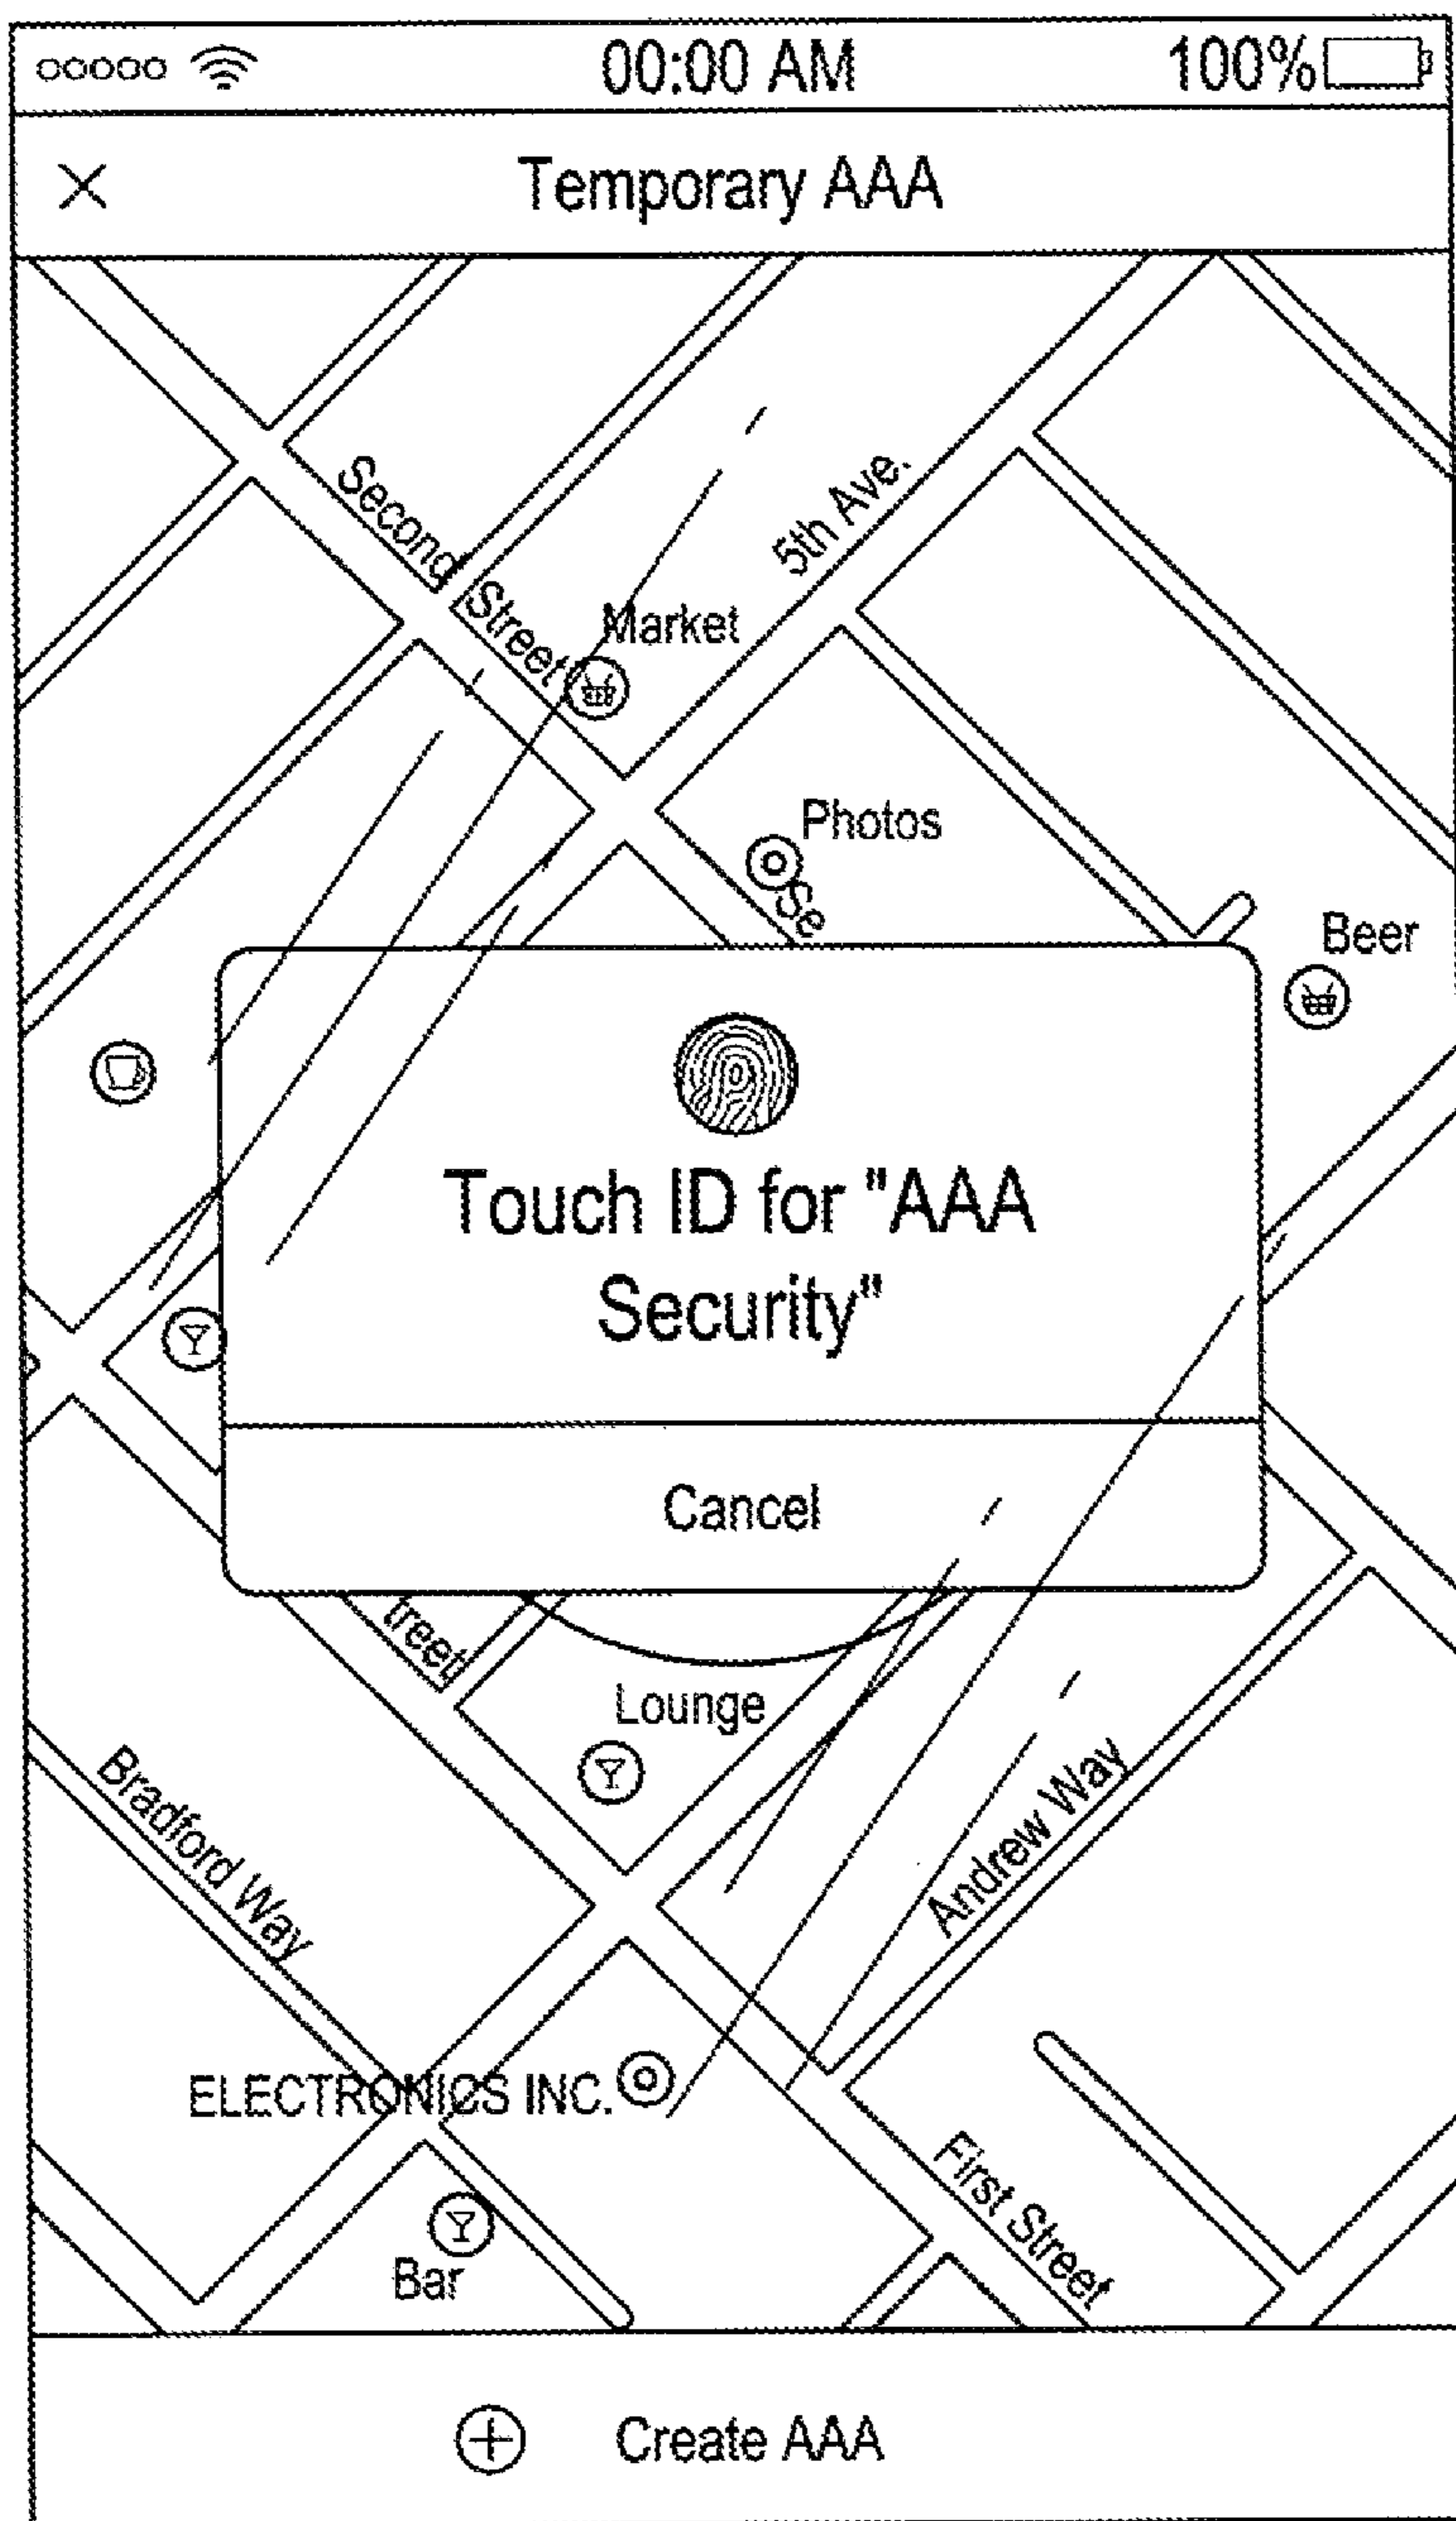 00:00 AM
100%
Temporary AAA
Second Street
5th Ave.
Market
Photos
Se
Beer
Touch ID for "AAA
Security"
Cancel
treet
Lounge
Bradford Way
Andrew Way
ELECTRONICS INC.
First Street
Bar
Create AAA